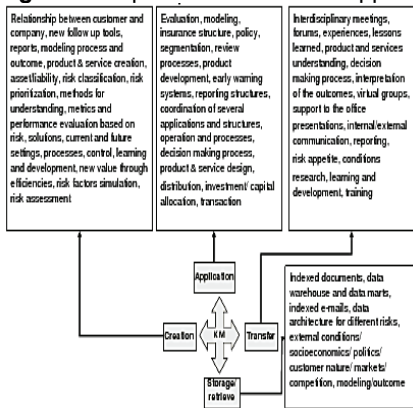 Relationship between customer and
company, new follow up tools,
reports, modeling process and
outcome, product & service creation,
asset/liability, risk classification, risk
prioritization, methods for
understanding, metrics and
performance evaluation based on
risk, solutions, current and future
settings, processes, control, learning
and development, new value through
efficiencies, risk factors simulation,
risk assessment
Evaluation, modeling,
insurance structure, policy,
segmentation, review
processes, product
development, early warning
systems, reporting structures,
coordination of several
applications and structures,
operation and processes,
decision making process,
product & service design,
distribution, investment/ capital
allocation, transaction
Interdisciplinary meetings,
forums, experiences, lessons
learned, product and services
understanding, decision
making process, interpretation
of the outcomes, virtual groups,
support to the office
presentations, internal/external
communication, reporting,
risk appetite, conditions
research, learning and
development, training
Application
Creation
KM
Transfer
Storage/
retrieve
Indexed documents, data
warehouse and data marts,
indexed e-mails, data
architecture for different risks,
external conditions/
socioeconomics/ politics/
customer nature/ markets/
competition, modeling/outcome